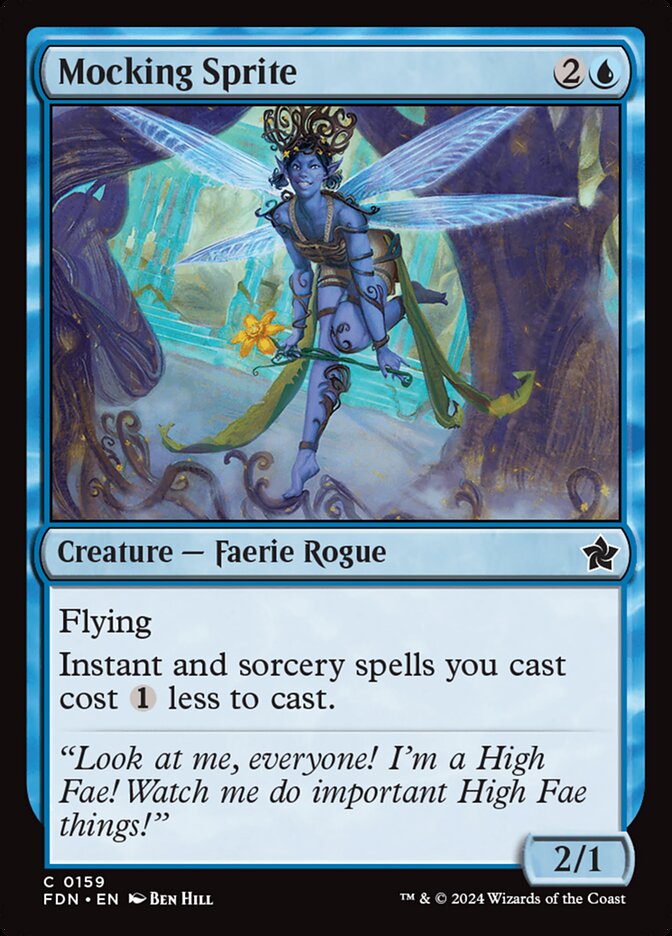 Mocking Sprite 2
Creature — Faerie Rogue
Flying
Instant and sorcery spells you cast
cost 1 less to cast.
“Look at me, everyone! I’m a High
Fae! Watch me do important High Fae
things!”
2/1
C 0159
FDN • EN Ben Hill
™ & © 2024 Wizards of the Coast